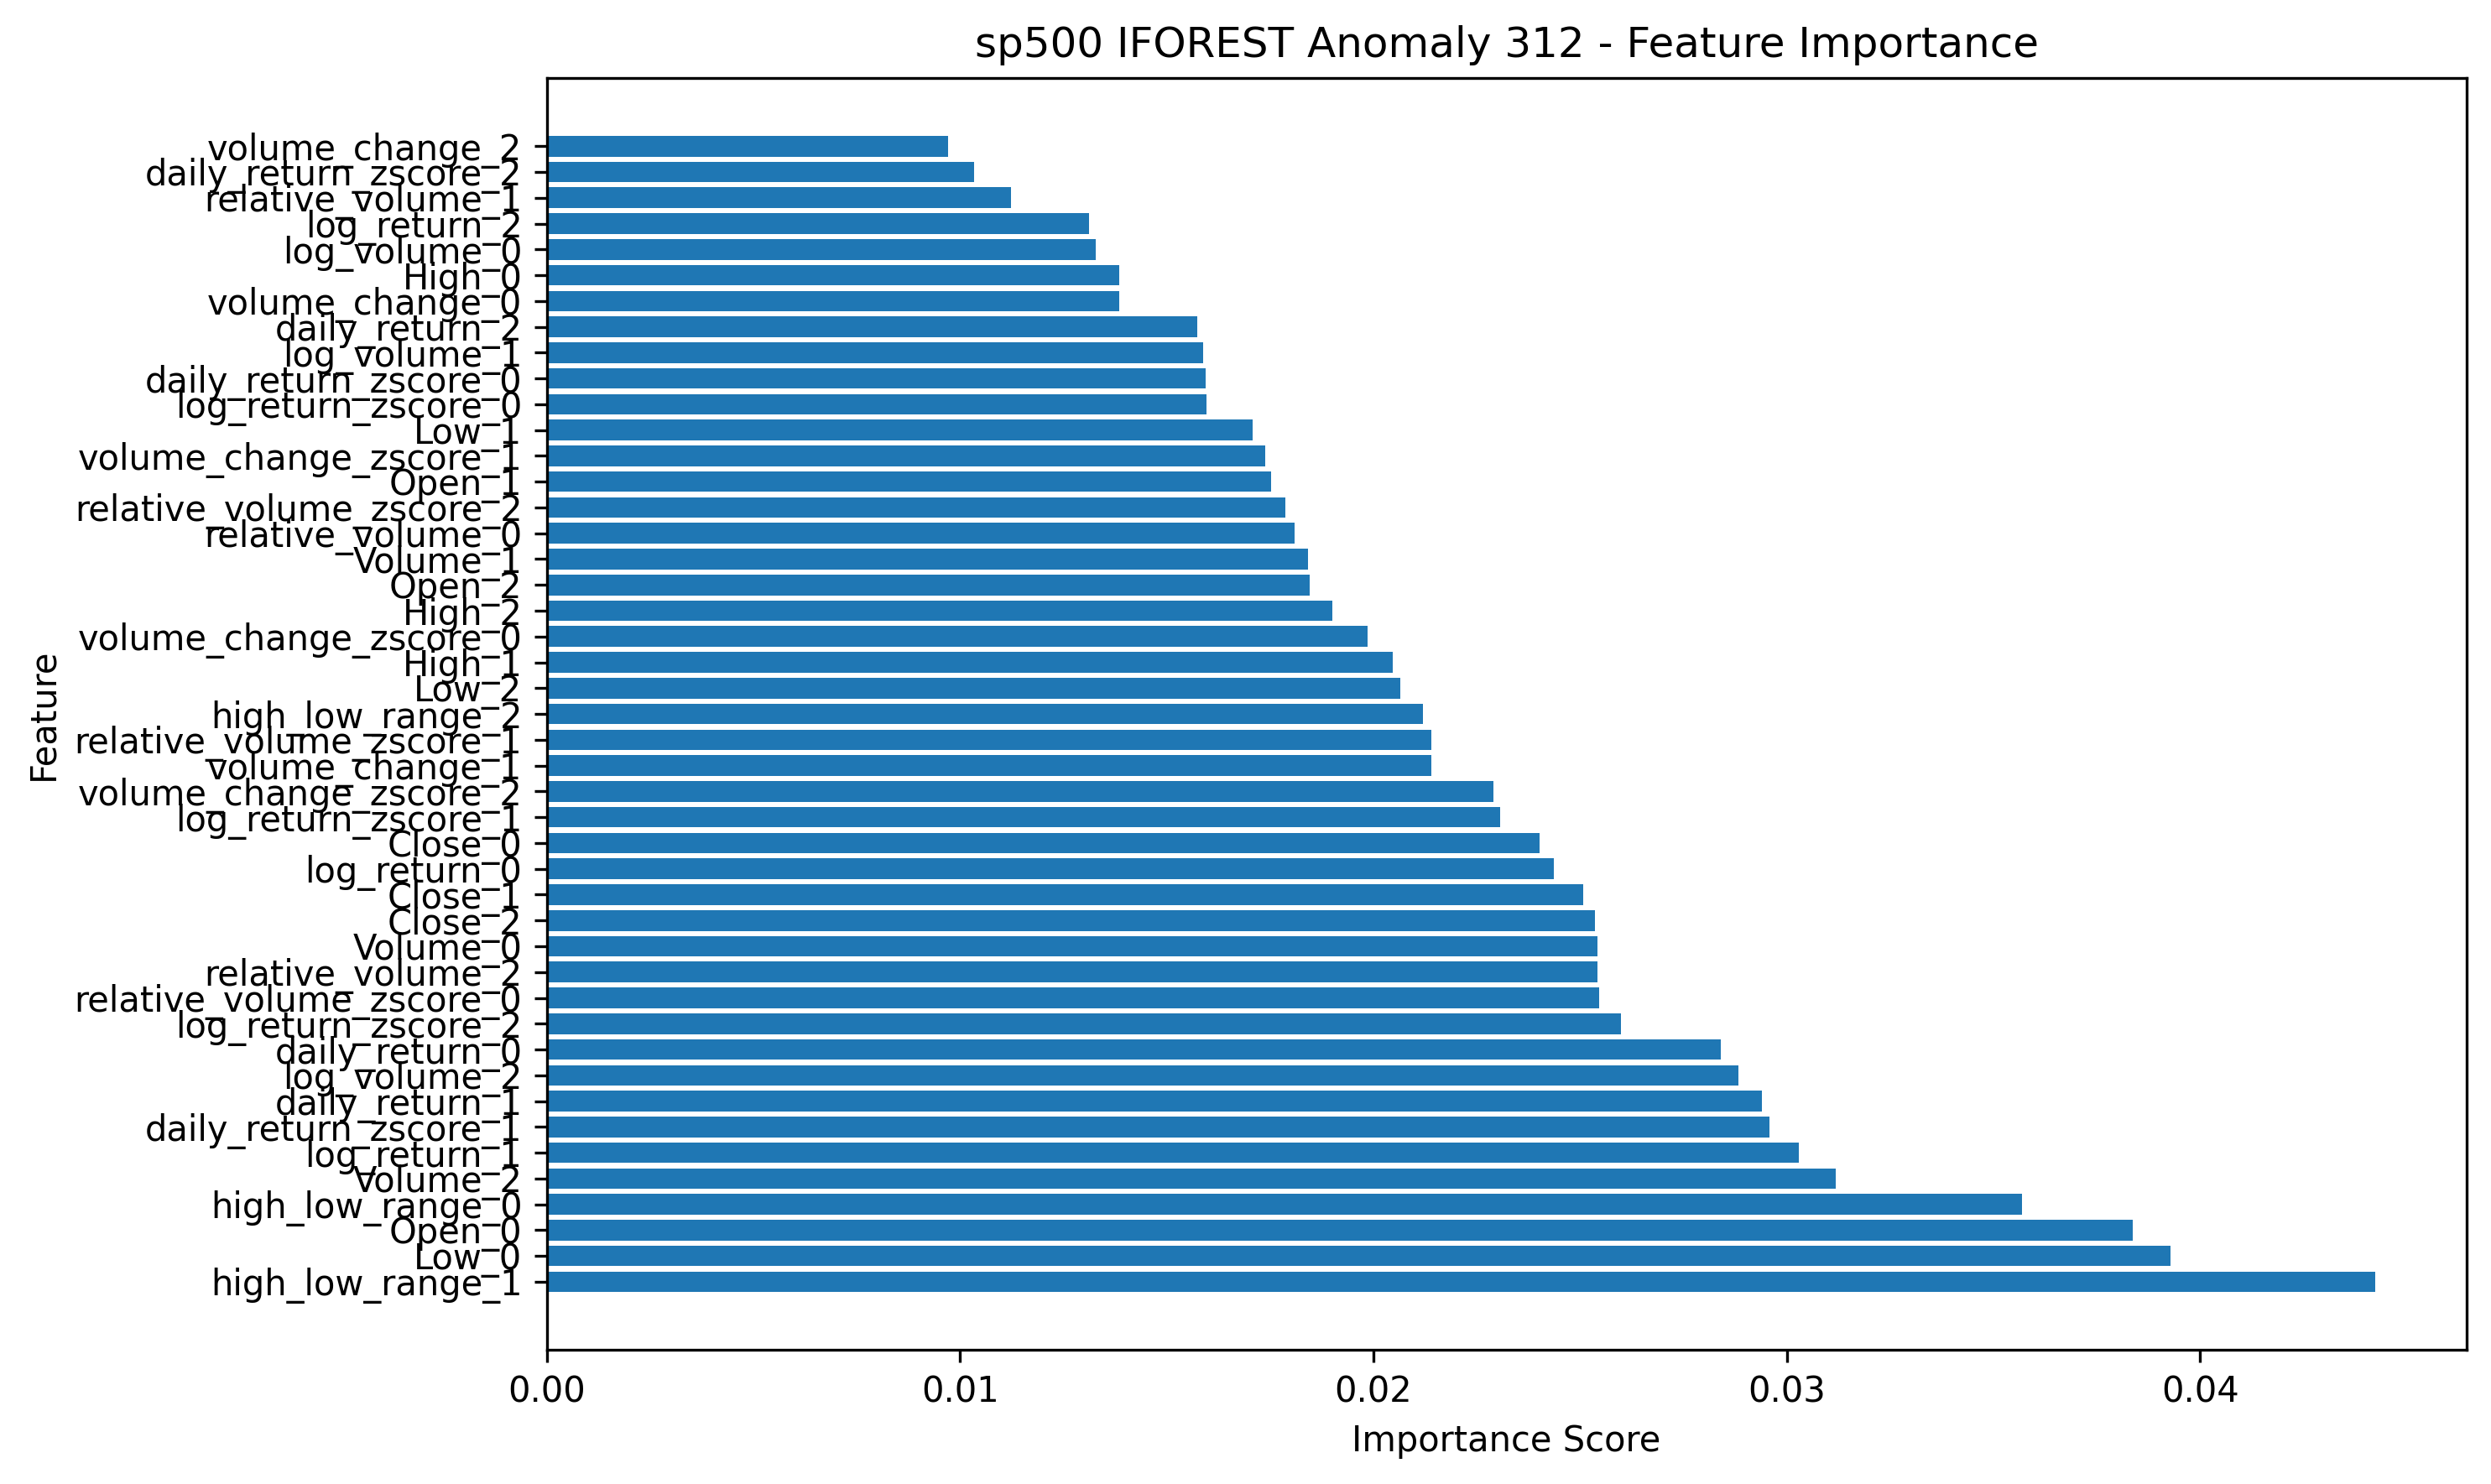 sp500 IFOREST Anomaly 312 - Feature Importance
volume_change_2
daily_return_zscore_2
relative_volume_1
log_return_2
log_volume_0
High_0
volume_change_0
daily_return_2
log_volume_1
daily_return_zscore_0
log_return_zscore_0
Low_1
volume_change_zscore_1
Open_1
relative_volume_zscore_2
relative_volume_0
Volume_1
Open_2
High_2
volume_change_zscore_0
High_1
Low_2
high_low_range_2
relative_volume_zscore_1
volume_change_1
volume_change_zscore_2
log_return_zscore_1
Close_0
log_return_0
Close_1
Close_2
Volume_0
relative_volume_2
relative_volume_zscore_0
log_return_zscore_2
daily_return_0
log_volume_2
daily_return_1
daily_return_zscore_1
log_return_1
Volume_2
high_low_range_0
Open_0
Low_0
high_low_range_1
Feature
0.00 0.01 0.02 0.03 0.04
Importance Score